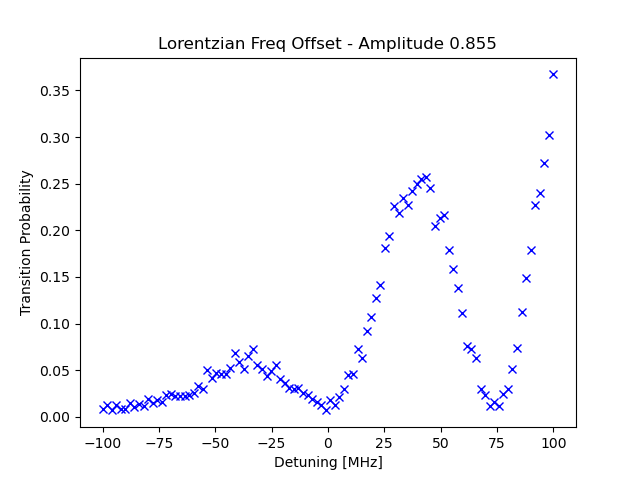 Lorentzian Freq Offset - Amplitude 0.855
Transition Probability
0.35
0.30
0.25
0.20
0.15
0.10
0.05
0.00
−100 −75 −50 −25 0 25 50 75 100
Detuning [MHz]